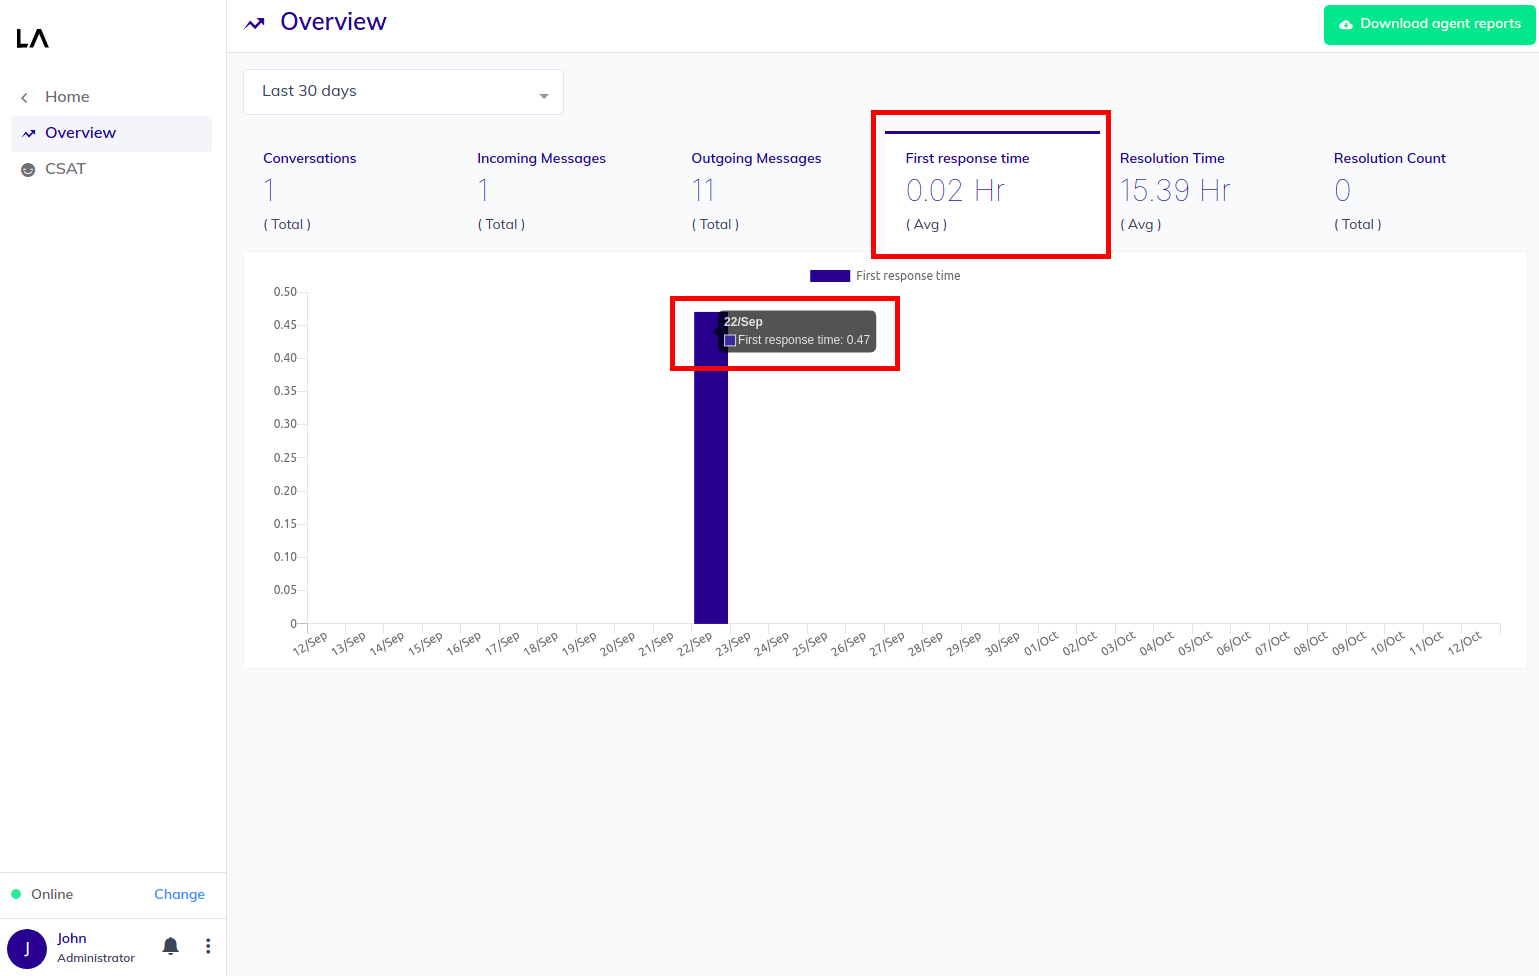 LA
Home
Overview
CSAT
Online
Change
J
John
Administrator
Overview
Download agent reports
Last 30 days
Conversations
1
( Total )
Incoming Messages
1
( Total )
Outgoing Messages
11
( Total )
First response time
0.02 Hr
( Avg )
Resolution Time
15.39 Hr
( Avg )
Resolution Count
0
( Total )
First response time
0.50
0.45
0.40
0.35
0.30
0.25
0.20
0.15
0.10
0.05
0
22/Sep
First response time: 0.47
12/Sep
13/Sep
14/Sep
15/Sep
16/Sep
17/Sep
18/Sep
19/Sep
20/Sep
21/Sep
22/Sep
23/Sep
24/Sep
25/Sep
26/Sep
27/Sep
28/Sep
29/Sep
30/Sep
01/Oct
02/Oct
03/Oct
04/Oct
05/Oct
06/Oct
07/Oct
08/Oct
09/Oct
10/Oct
11/Oct
12/Oct